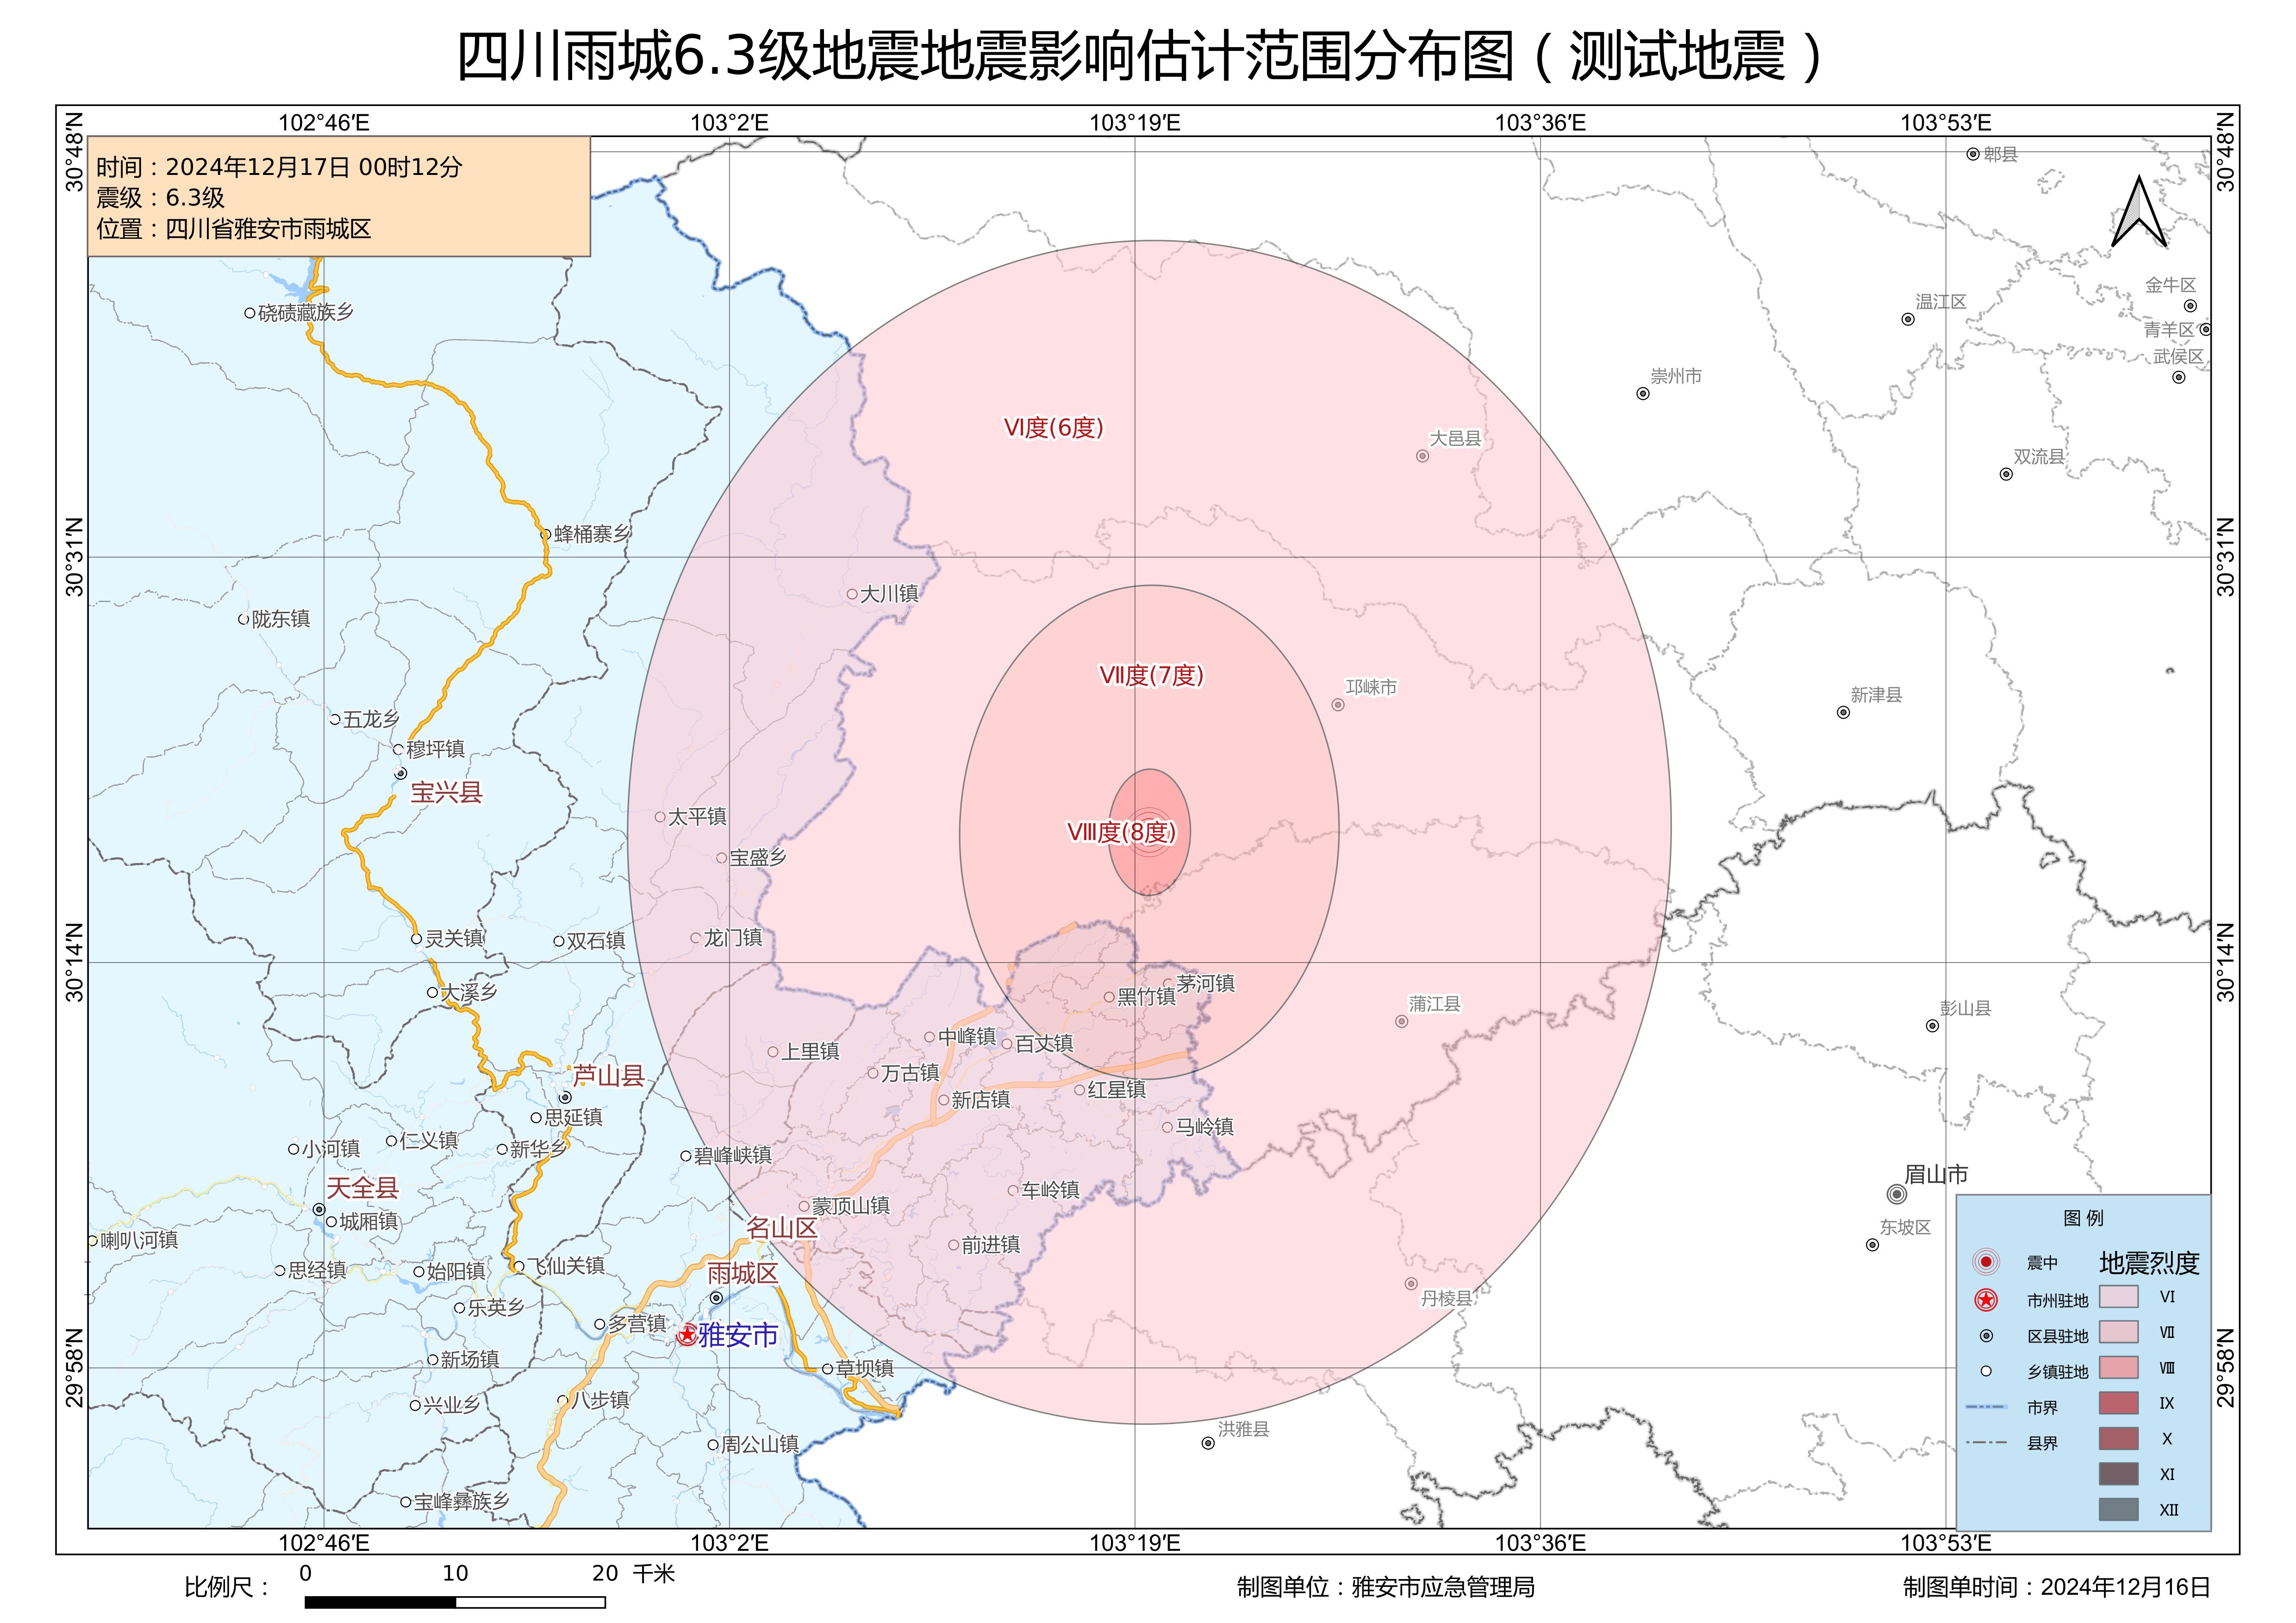 四川雨城6.3级地震地震影响估计范围分布图（测试地震）
102°46′E
103°2′E
103°19′E
103°36′E
103°53′E
30°48′N
30°48′N
时间：2024年12月17日 00时12分
震级：6.3级
位置：四川省雅安市雨城区
郫县
金牛区
温江区
青羊区
武侯区
硗碛藏族乡
崇州市
Ⅵ度(6度)
大邑县
双流县
30°31′N
30°31′N
蜂桶寨乡
大川镇
陇东镇
Ⅶ度(7度)
邛崃市
新津县
五龙乡
穆坪镇
宝兴县
太平镇
Ⅷ度(8度)
宝盛乡
灵关镇
双石镇
龙门镇
30°14′N
30°14′N
大溪乡
茅河镇
黑竹镇
蒲江县
彭山县
中峰镇
百丈镇
上里镇
万古镇
芦山县
红星镇
新店镇
思延镇
马岭镇
仁义镇
小河镇
新华乡
碧峰峡镇
眉山市
天全县
车岭镇
蒙顶山镇
城厢镇
名山区
东坡区
喇叭河镇
前进镇
思经镇
始阳镇
飞仙关镇
雨城区
丹棱县
乐英乡
多营镇
雅安市
新场镇
草坝镇
29°58′N
29°58′N
兴业乡
八步镇
洪雅县
周公山镇
宝峰彝族乡
图 例
震中
地震烈度
市州驻地
Ⅵ
区县驻地
Ⅶ
乡镇驻地
Ⅷ
市界
Ⅸ
县界
Ⅹ
Ⅺ
Ⅻ
102°46′E
103°2′E
103°19′E
103°36′E
103°53′E
比例尺：
0
10
20 千米
制图单位：雅安市应急管理局
制图单时间：2024年12月16日